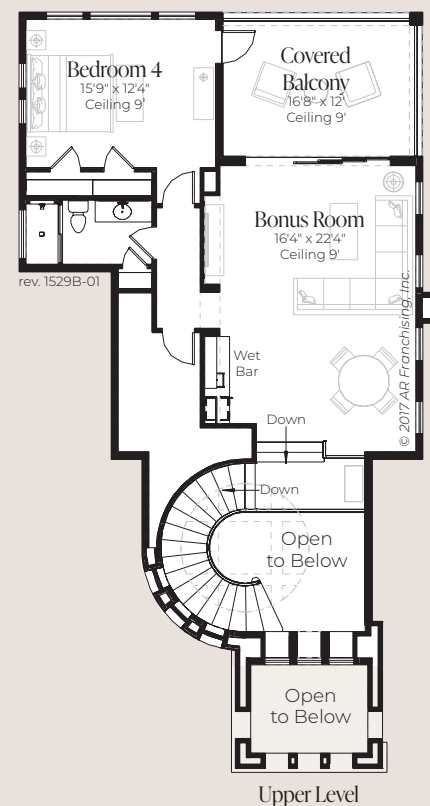 Bedroom 4
15'9" x 12'4"
Ceiling 9'
Covered
Balcony
16'8" x 12'
Ceiling 9'
Bonus Room
16'4" x 22'4"
Ceiling 9'
rev. 1529B-01
© 2017 AR Franchising, Inc.
Wet
Bar
Down
Down
Open
to Below
Open
to Below
Upper Level